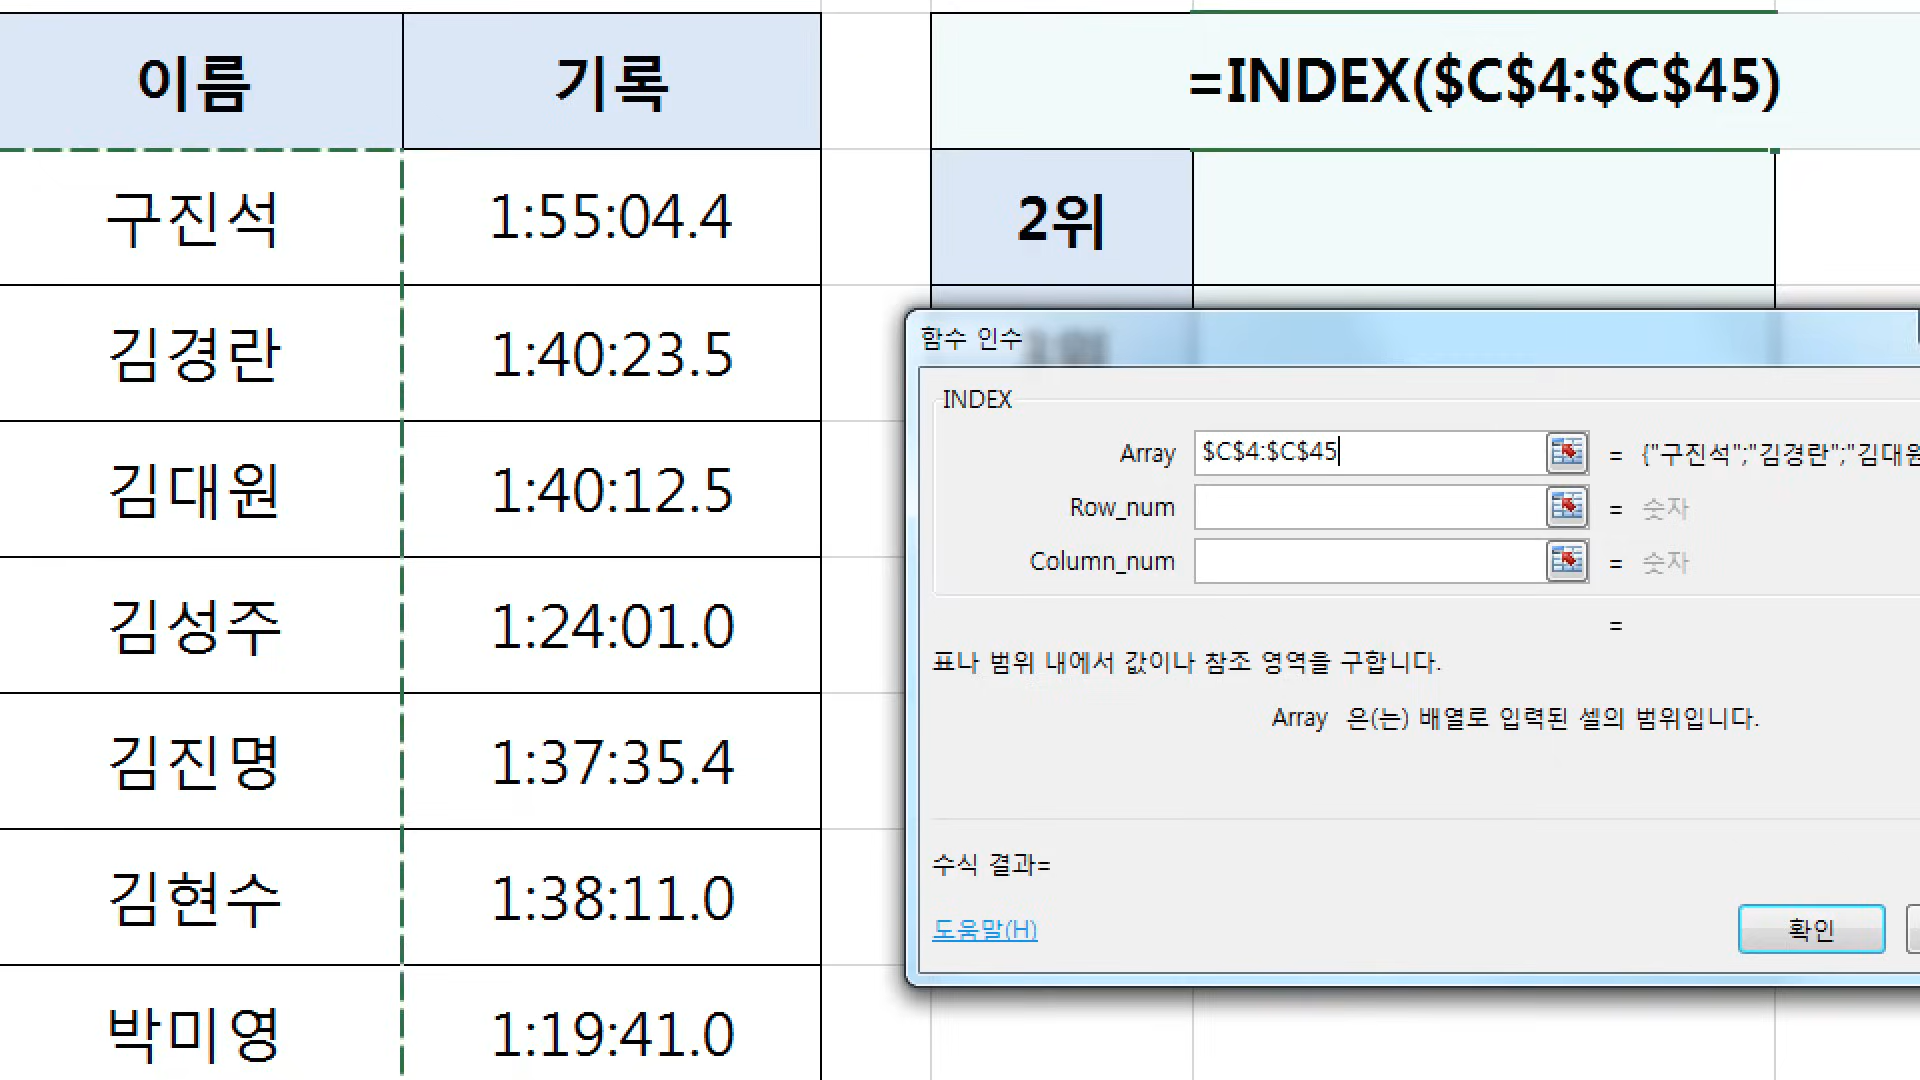 이름 기록 =INDEX($C$4:$C$45)
구진석 1:55:04.4 2위
김경란 1:40:23.5
김대원 1:40:12.5
김성주 1:24:01.0
김진명 1:37:35.4
김현수 1:38:11.0
박미영 1:19:41.0
함수 인수
INDEX
Array $C$4:$C$45 = {"구진석";"김경란";"김대원
Row_num = 숫자
Column_num = 숫자
=
표나 범위 내에서 값이나 참조 영역을 구합니다.
Array 은(는) 배열로 입력된 셀의 범위입니다.
수식 결과=
도움말(H) 확인